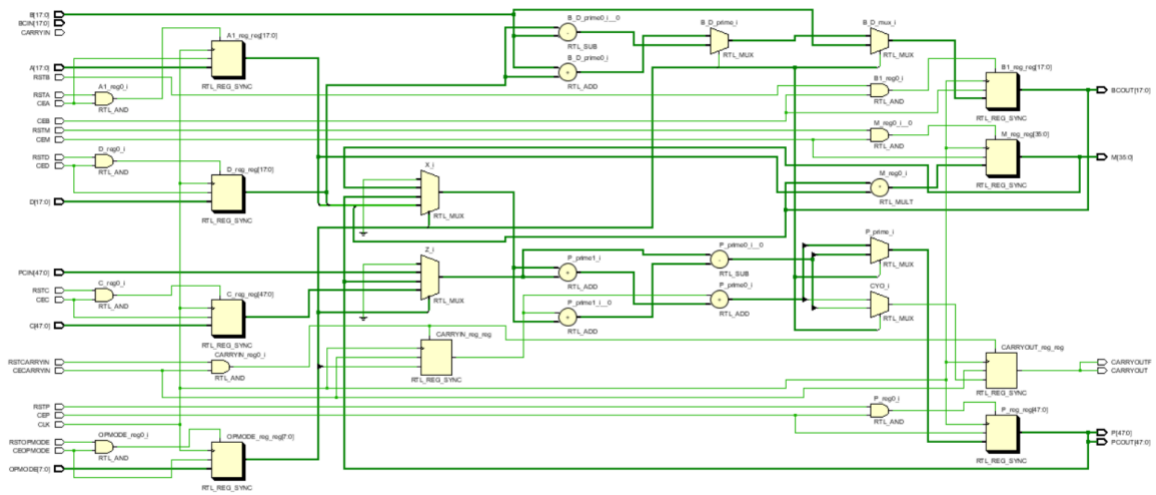 B[17:0]
BCIN[17:0]
CARRYIN
A[17:0]
RSTB
RSTA
CEA
CEB
RSTM
CEM
RSTD
CED
D[17:0]
PCIN[47:0]
RSTC
CEC
C[47:0]
RSTCARRYIN
CECARRYIN
RSTP
CEP
CLK
RSTOPMODE
CEOPMODE
OPMODE[7:0]
A1_reg0_i
RTL_AND
D_reg0_i
RTL_AND
C_reg0_i
RTL_AND
OPMODE_reg0_i
RTL_AND
A1_reg_reg[17:0]
RTL_REG_SYNC
D_reg_reg[17:0]
RTL_REG_SYNC
C_reg_reg[47:0]
RTL_REG_SYNC
CARRYIN_reg0_i
RTL_AND
OPMODE_reg_reg[7:0]
RTL_REG_SYNC
X_i
RTL_MUX
Z_i
RTL_MUX
CARRYIN_reg_reg
RTL_REG_SYNC
B_D_prime0_i__0
RTL_SUB
B_D_prime0_i
RTL_ADD
P_prime1_i
RTL_ADD
P_prime1_i__0
RTL_ADD
B_D_prime_i
RTL_MUX
P_prime0_i__0
RTL_SUB
P_prime0_i
RTL_ADD
B_D_mux_i
RTL_MUX
B1_reg0_i
RTL_AND
M_reg0_i__0
RTL_AND
M_reg0_i
RTL_MULT
P_prime_i
RTL_MUX
CYO_i
RTL_MUX
P_reg0_i
RTL_AND
B1_reg_reg[17:0]
RTL_REG_SYNC
M_reg_reg[35:0]
RTL_REG_SYNC
CARRYOUT_reg_reg
RTL_REG_SYNC
P_reg_reg[47:0]
RTL_REG_SYNC
BCOUT[17:0]
M[35:0]
CARRYOUTF
CARRYOUT
P[47:0]
PCOUT[47:0]